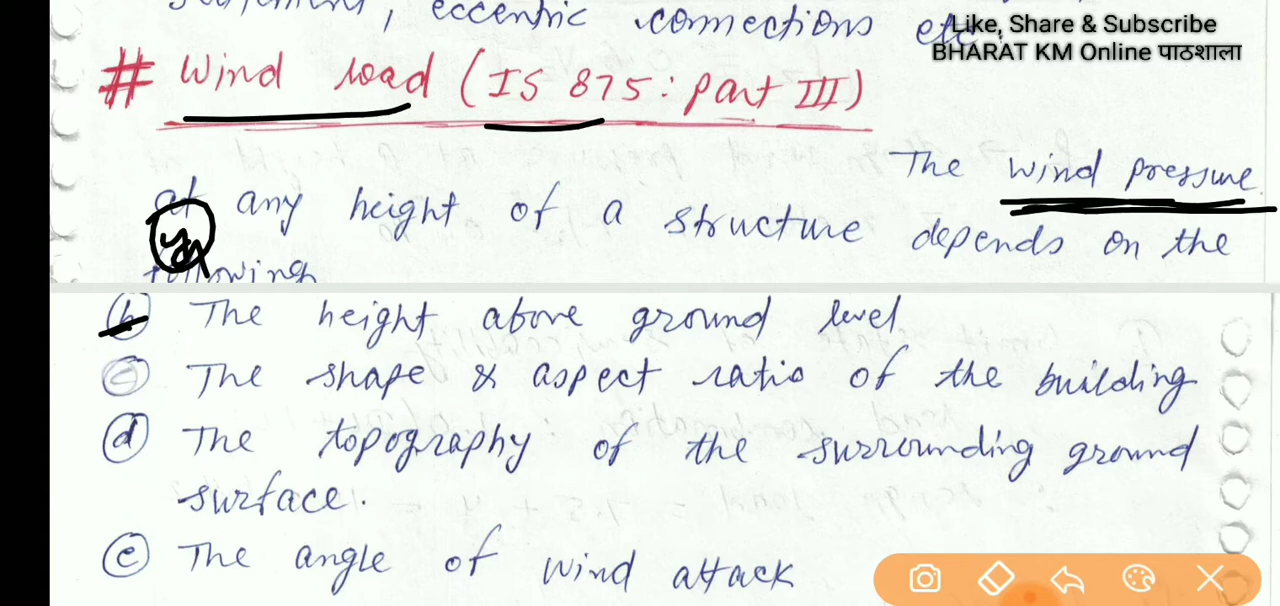 settlement, eccentric connections etc
Like, Share & Subscribe
BHARAT KM Online पाठशाला
# Wind load (IS 875: part III)
The wind pressure
at any height of a structure depends on the
following
(b) The height above ground level
(c) The shape & aspect ratio of the building
(d) The topography of the surrounding ground
surface.
(e) The angle of wind attack